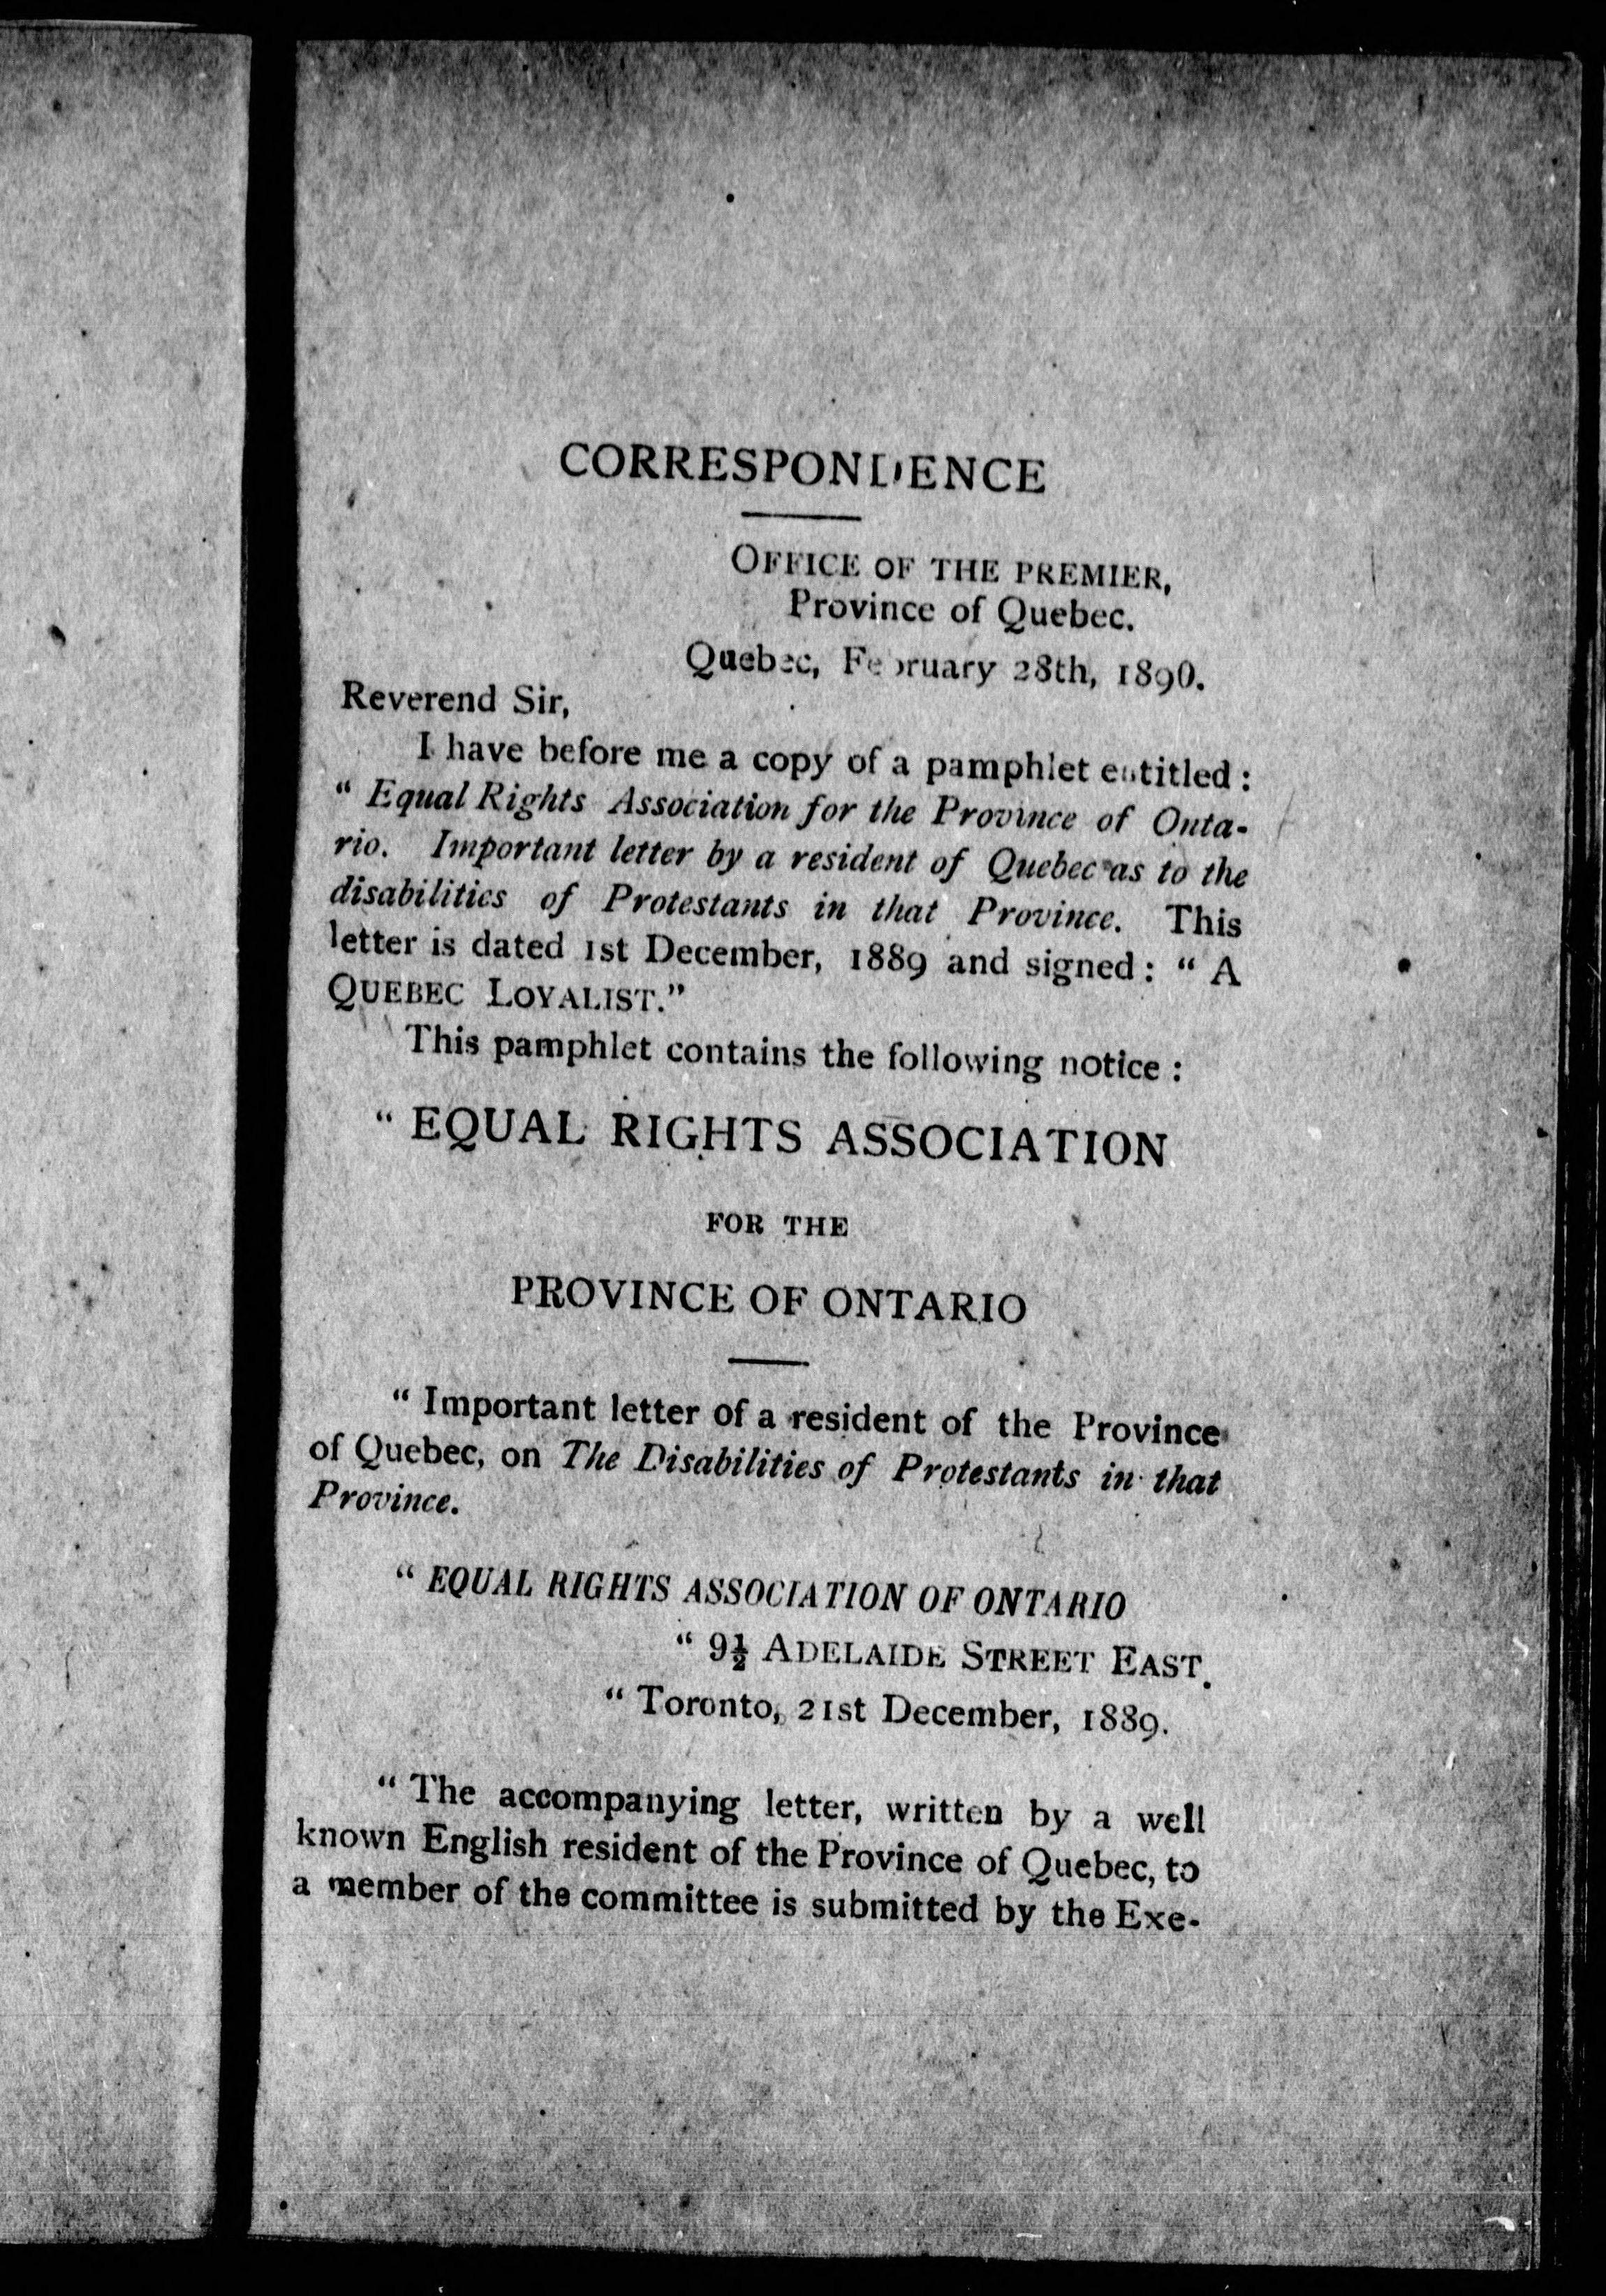 CORRESPONDENCE
OFFICE OF THE PREMIER,
Province of Quebec.
Quebec, February 28th, 1890.
Reverend Sir,
I have before me a copy of a pamphlet entitled :
" Equal Rights Association for the Province of Onta-
rio. Important letter by a resident of Quebec as to the
disabilities of Protestants in that Province. This
letter is dated 1st December, 1889 and signed : " A
QUEBEC LOYALIST."
This pamphlet contains the following notice :
" EQUAL RIGHTS ASSOCIATION
FOR THE
PROVINCE OF ONTARIO
" Important letter of a resident of the Province
of Quebec, on The Disabilities of Protestants in that
Province.
" EQUAL RIGHTS ASSOCIATION OF ONTARIO
" 9½ ADELAIDE STREET EAST.
" Toronto, 21st December, 1889.
" The accompanying letter, written by a well
known English resident of the Province of Quebec, to
a member of the committee is submitted by the Exe-